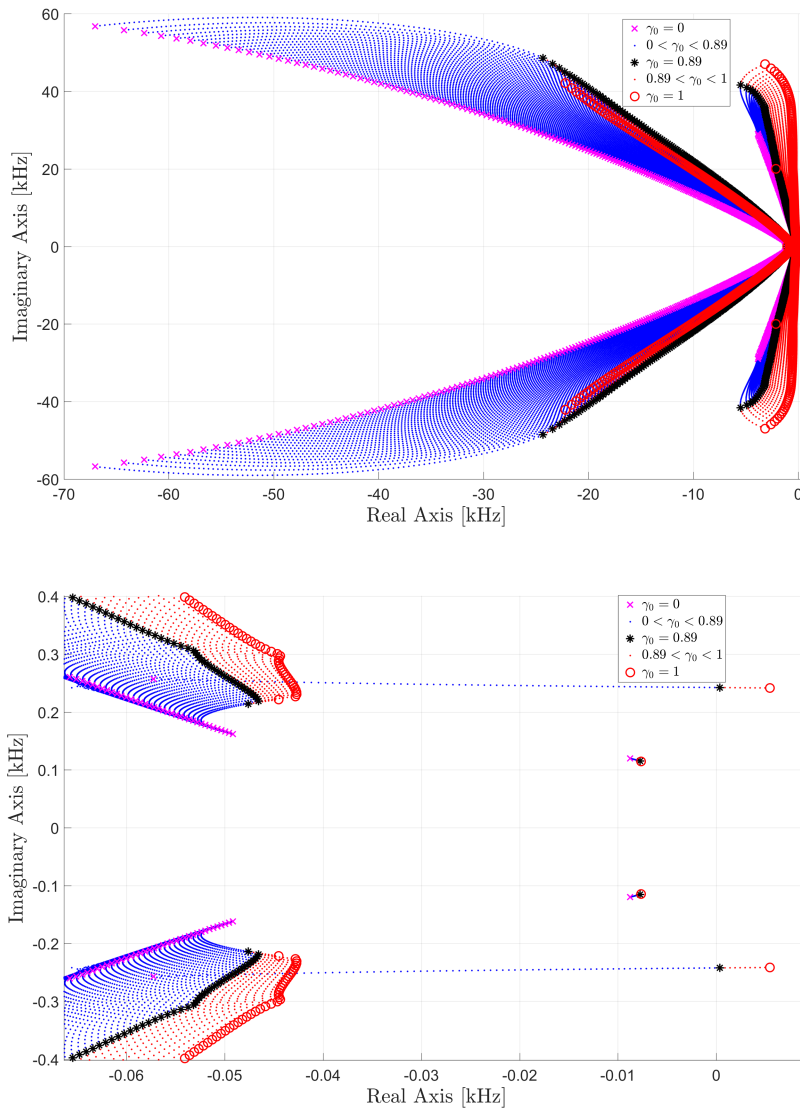 60
40
20
0
-20
-40
-60
Imaginary Axis [kHz]
-70
-60
-50
-40
-30
-20
-10
0
Real Axis [kHz]
γ₀ = 0
0 < γ₀ < 0.89
γ₀ = 0.89
0.89 < γ₀ < 1
γ₀ = 1
0.4
0.3
0.2
0.1
0
-0.1
-0.2
-0.3
-0.4
Imaginary Axis [kHz]
-0.06
-0.05
-0.04
-0.03
-0.02
-0.01
0
Real Axis [kHz]
γ₀ = 0
0 < γ₀ < 0.89
γ₀ = 0.89
0.89 < γ₀ < 1
γ₀ = 1